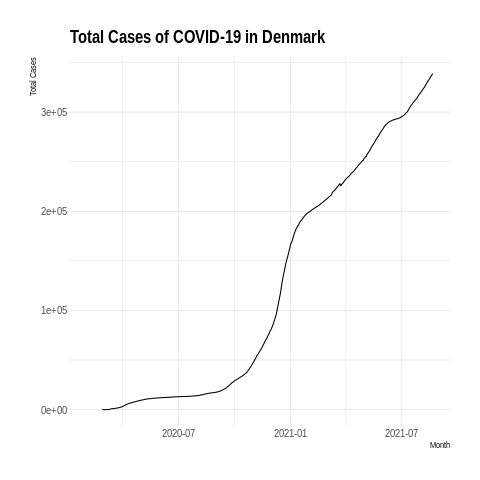 Total Cases of COVID-19 in Denmark
Total Cases
3e+05
2e+05
1e+05
0e+00
2020-07
2021-01
2021-07
Month